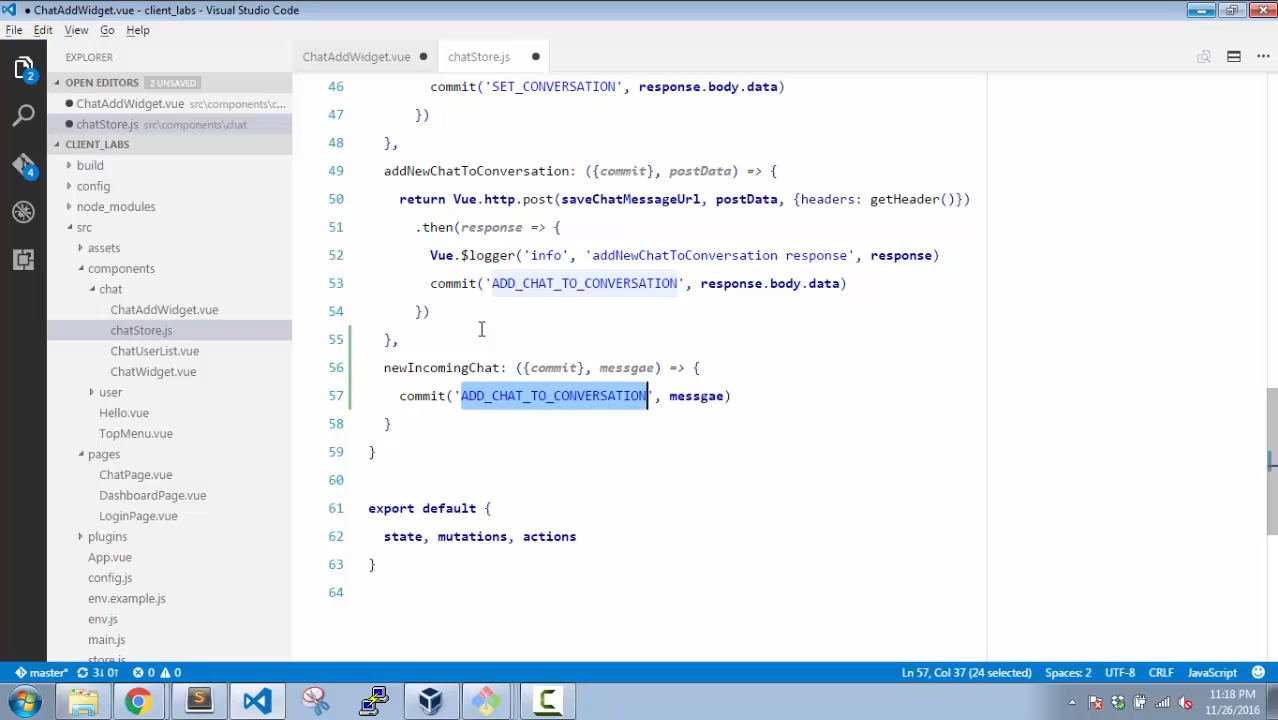 ● ChatAddWidget.vue - client_labs - Visual Studio Code
File Edit View Go Help
EXPLORER
ChatAddWidget.vue ●
chatStore.js ●
2
OPEN EDITORS 2 UNSAVED
● ChatAddWidget.vue src\components\c...
● chatStore.js src\components\chat
CLIENT_LABS
4
build
config
node_modules
src
assets
components
chat
ChatAddWidget.vue
chatStore.js
ChatUserList.vue
ChatWidget.vue
user
Hello.vue
TopMenu.vue
pages
ChatPage.vue
DashboardPage.vue
LoginPage.vue
plugins
App.vue
config.js
env.example.js
env.js
main.js
store.js
46 commit('SET_CONVERSATION', response.body.data)
47 })
48 },
49 addNewChatToConversation: ({commit}, postData) => {
50 return Vue.http.post(saveChatMessageUrl, postData, {headers: getHeader()})
51 .then(response => {
52 Vue.$logger('info', 'addNewChatToConversation response', response)
53 commit('ADD_CHAT_TO_CONVERSATION', response.body.data)
54 })
55 },
56 newIncomingChat: ({commit}, messgae) => {
57 commit('ADD_CHAT_TO_CONVERSATION', messgae)
58 }
59 }
60
61 export default {
62 state, mutations, actions
63 }
64
master* 3↓ 0↑ 0 0
Ln 57, Col 37 (24 selected) Spaces: 2 UTF-8 CRLF JavaScript
11:18 PM
11/26/2016